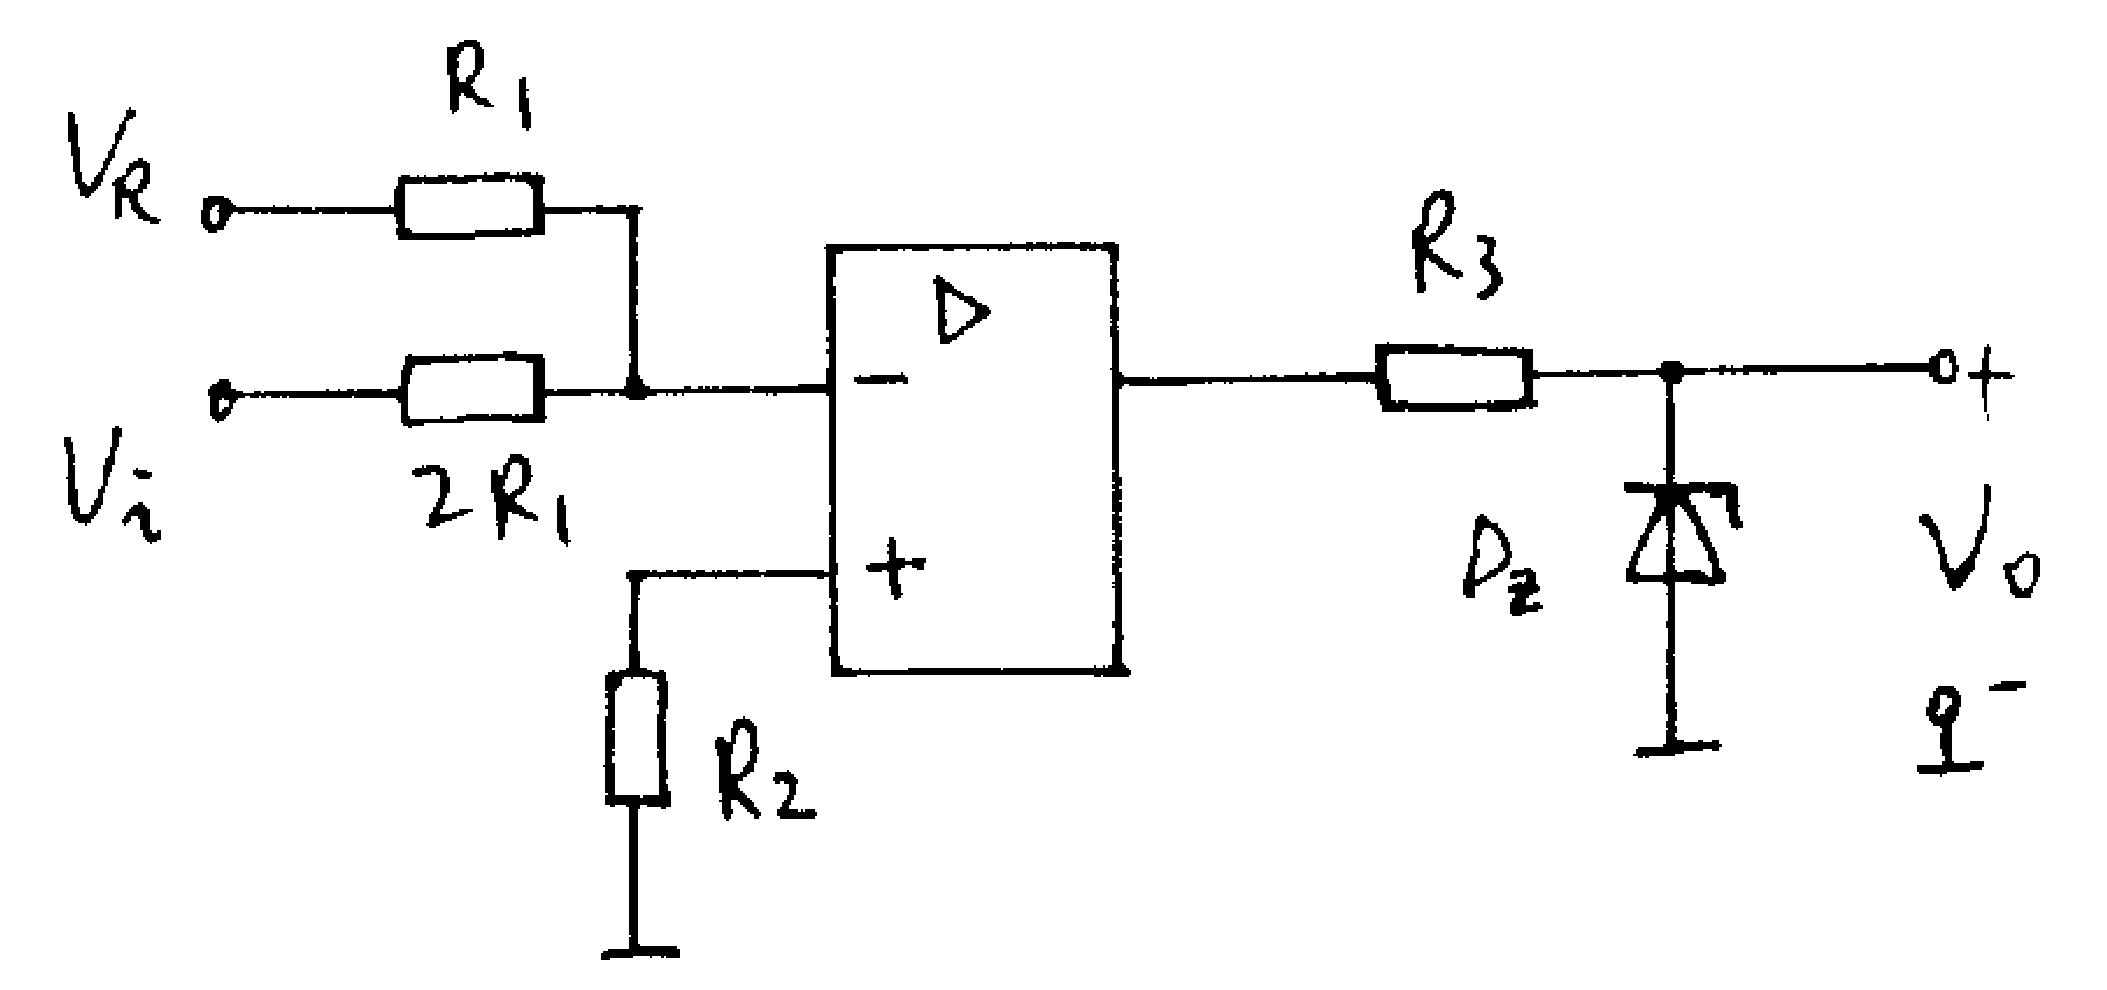 R1
VR
R3
Vi
2R1
▷
−
+
+
Dz
Vo
R2
−